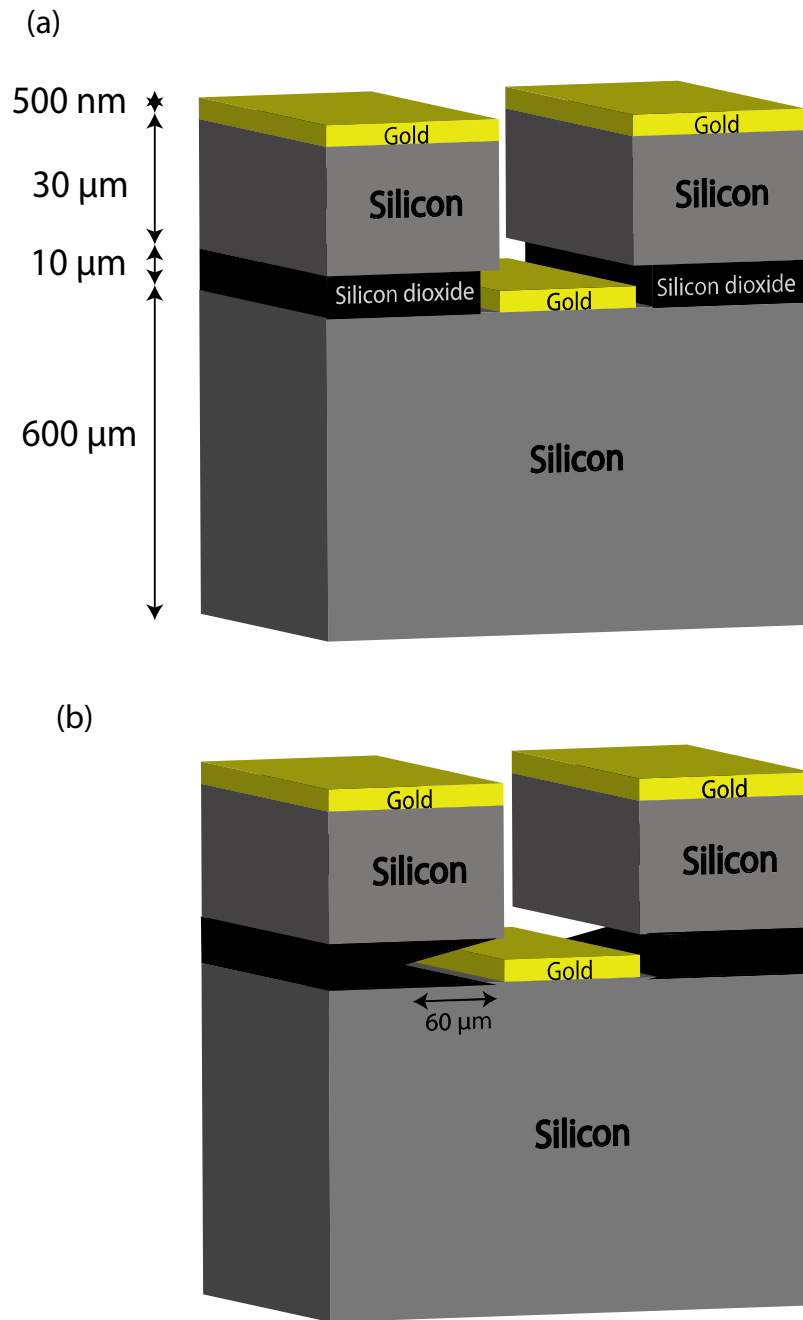 (a)
500 nm
Gold
Gold
30 μm
Silicon
Silicon
10 μm
Silicon dioxide
Silicon dioxide
Gold
600 μm
Silicon
(b)
Gold
Gold
Silicon
Silicon
Gold
60 μm
Silicon